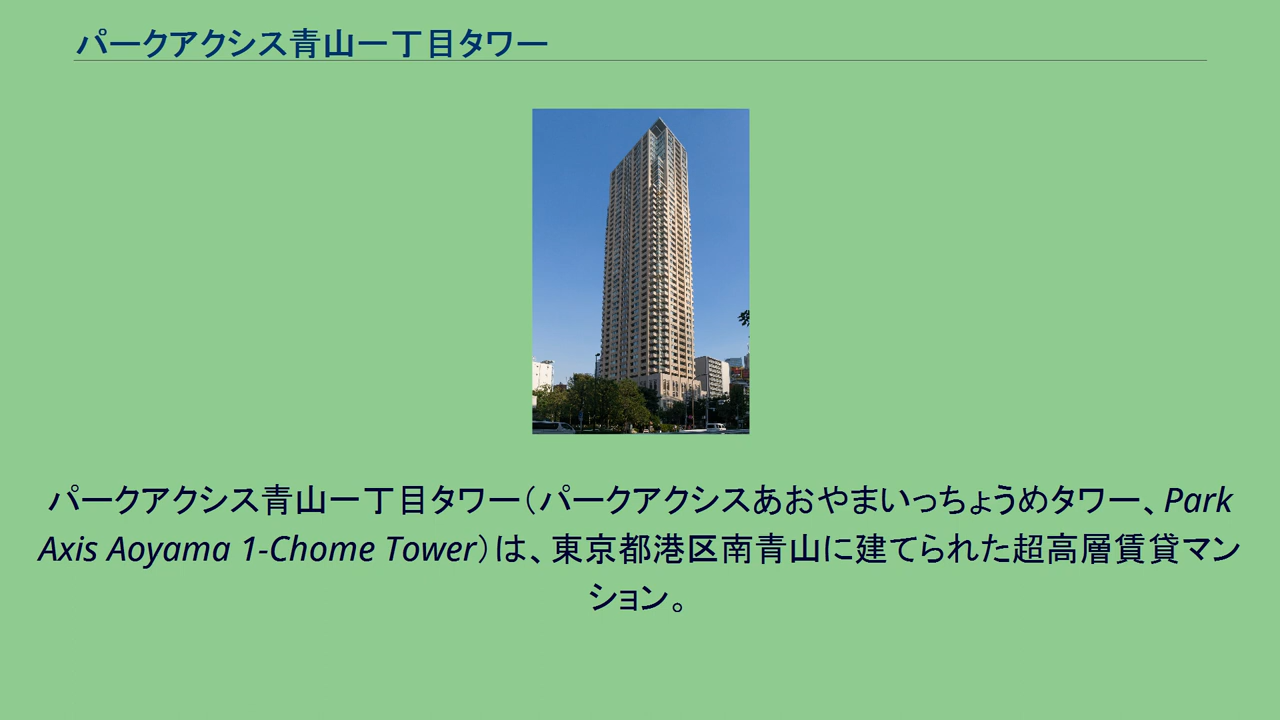 パークアクシス青山一丁目タワー
パークアクシス青山一丁目タワー（パークアクシスあおやまいっちょうめタワー、Park
Axis Aoyama 1-Chome Tower）は、東京都港区南青山に建てられた超高層賃貸マン
ション。